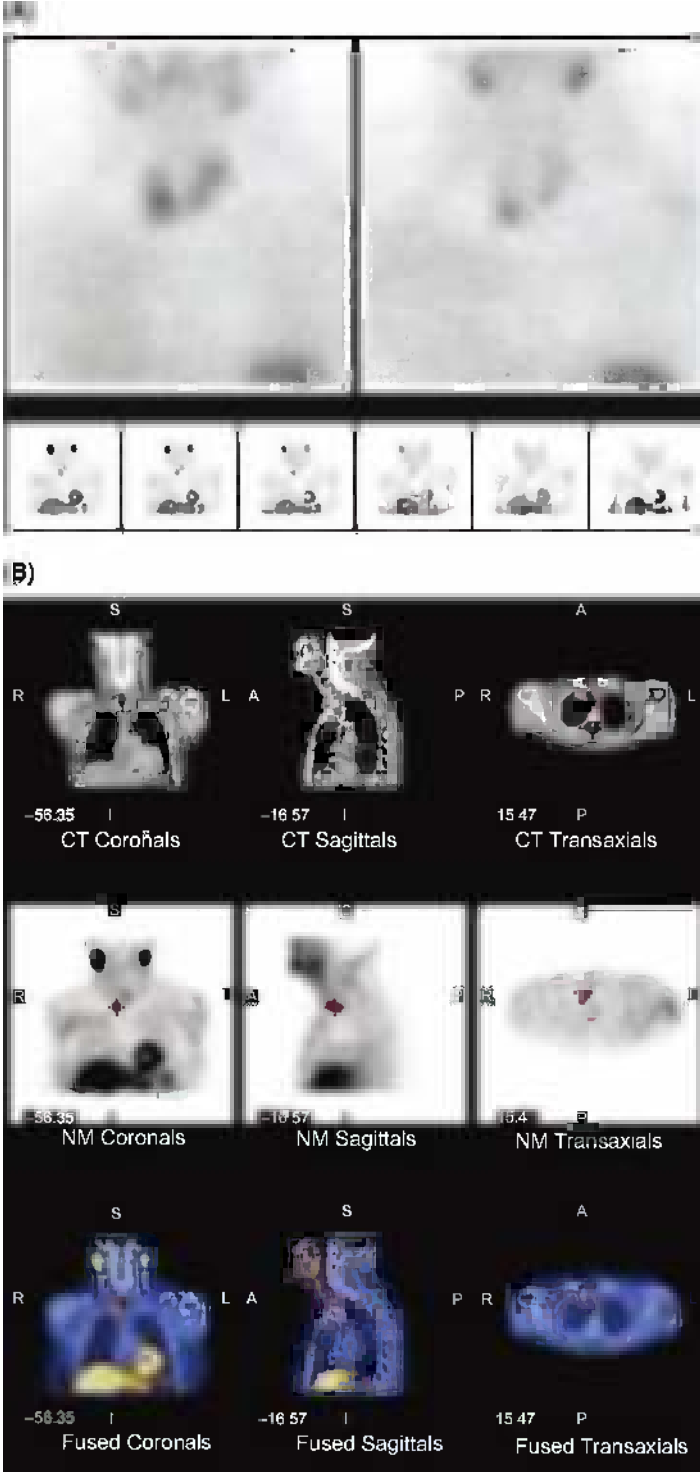 (A)
B)
S S A
R L A P R L
−56.35 I −16 57 I 15 47 P
CT Coronals CT Sagittals CT Transaxials
S
R A P
−56.35 I −16 57 I 15.4 P
NM Coronals NM Sagittals NM Transaxials
S S A
R L A P R L
−56.35 I −16 57 I 15 47 P
Fused Coronals Fused Sagittals Fused Transaxials